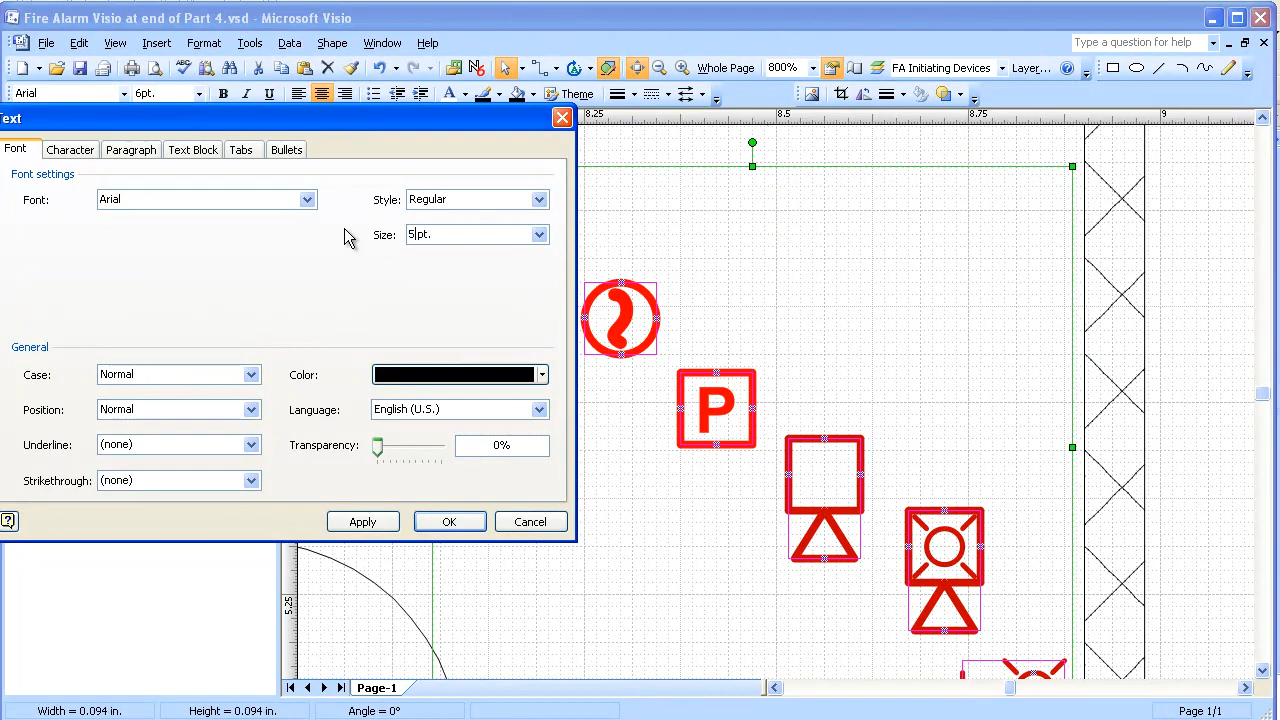 Fire Alarm Visio at end of Part 4.vsd - Microsoft Visio
File Edit View Insert Format Tools Data Shape Window Help
Type a question for help
Whole Page 800% FA Initiating Devices Layer...
Arial 6pt. B I U A Theme
8.25 8.5 8.75 9
ext
Font Character Paragraph Text Block Tabs Bullets
Font settings
Font: Arial Style: Regular
Size: 5 pt.
General
Case: Normal Color:
Position: Normal Language: English (U.S.)
Underline: (none) Transparency: 0%
Strikethrough: (none)
Apply OK Cancel
P
5.25
Page-1
Width = 0.094 in. Height = 0.094 in. Angle = 0° Page 1/1